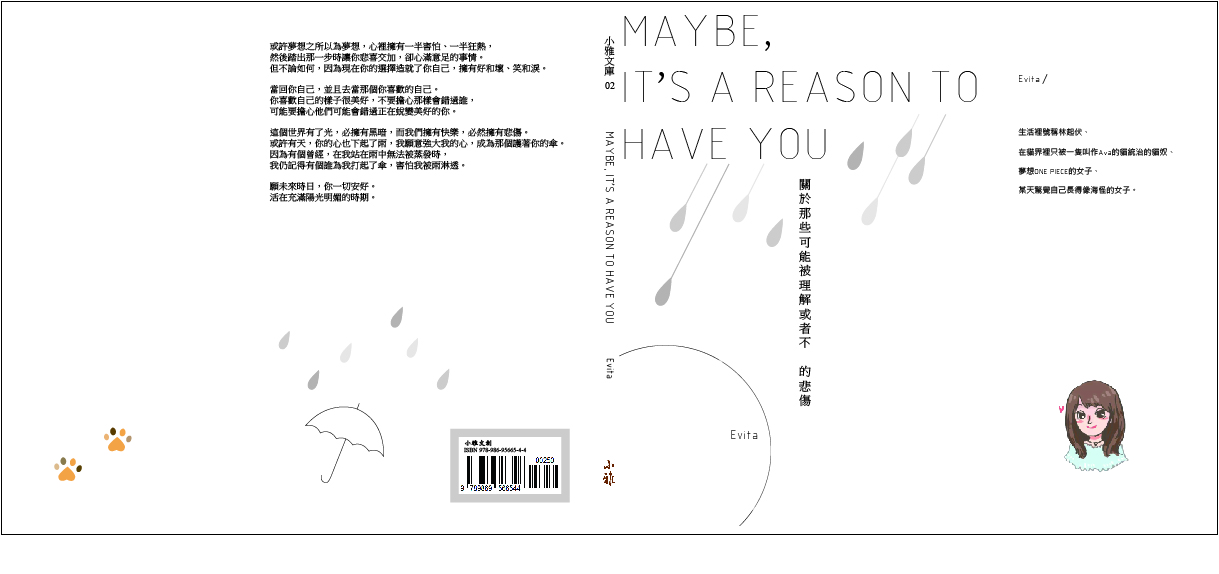 或許夢想之所以為夢想，心裡擁有一半害怕、一半狂熱，
然後踏出那一步時讓你悲喜交加，卻心滿意足的事情。
但不論如何，因為現在你的選擇造就了你自己，擁有好和壞、笑和淚。
當回你自己，並且去當那個你喜歡的自己。
你喜歡自己的樣子很美好，不要擔心那樣會錯過誰，
可能要擔心他們可能會錯過正在蛻變美好的你。
這個世界有了光，必擁有黑暗，而我們擁有快樂，必然擁有悲傷。
或許有天，你的心也下起了雨，我願意強大我的心，成為那個護著你的傘。
因為有個曾經，在我站在雨中無法被蒸發時，
我仍記得有個誰為我打起了傘，害怕我被雨淋透。
願未來時日，你一切安好。
活在充滿陽光明媚的時期。
小雅文創
ISBN 978-986-95665-4-4
00250
9 789869 566544
小雅文庫 02
MAYBE, IT'S A REASON TO HAVE YOU
Evita
小雅
MAYBE,
IT'S A REASON TO
HAVE YOU
關於那些可能被理解或者不 的悲傷
Evita
Evita /
生活裡號稱林起伏、
在貓界裡只被一隻叫作Ava的貓統治的貓奴、
夢想ONE PIECE的女子、
某天驚覺自己長得像海怪的女子。